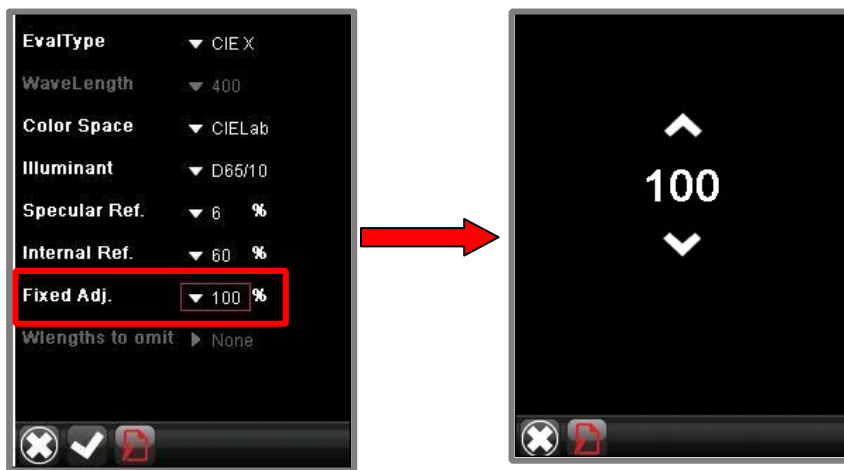 EvalType CIE X
WaveLength 400
Color Space CIELab
Illuminant D65/10
Specular Ref. 6 %
Internal Ref. 60 %
Fixed Adj. 100 %
Wlengths to omit None
100